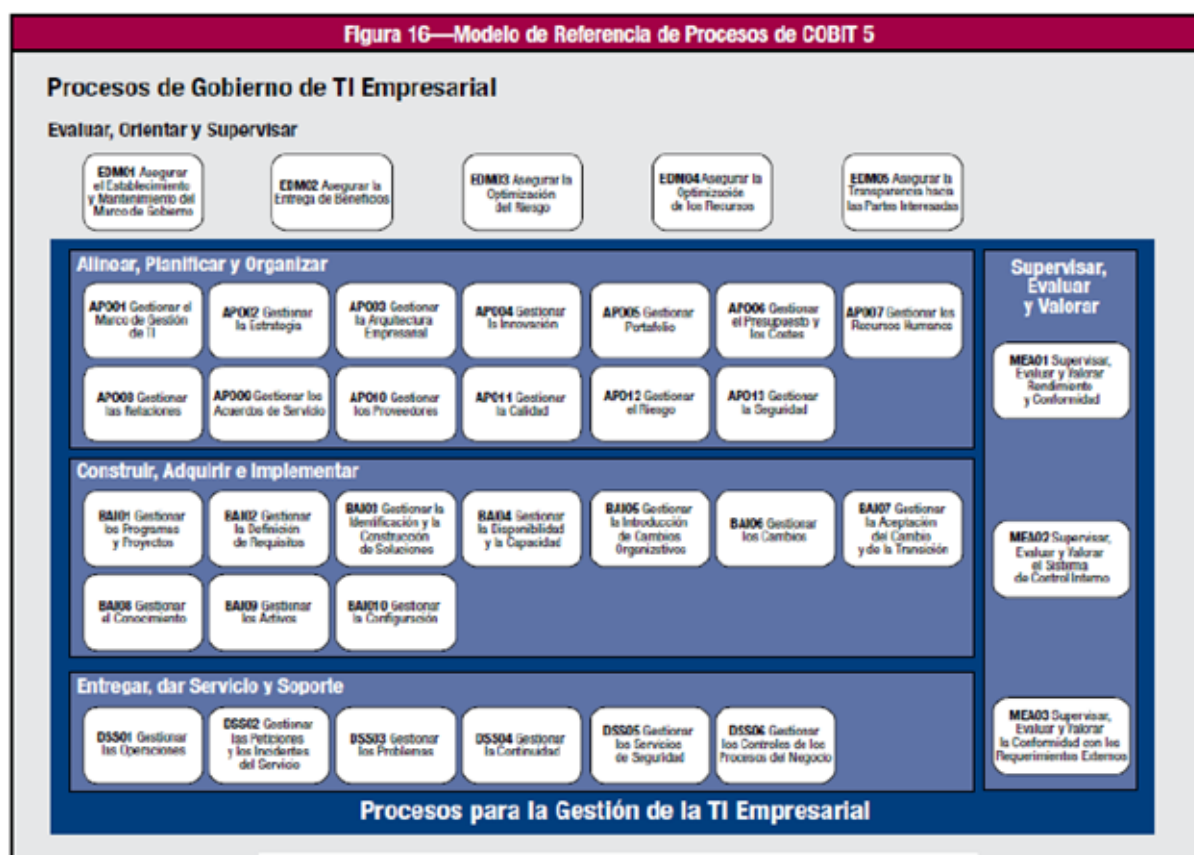 Figura 16—Modelo de Referencia de Procesos de COBIT 5
Procesos de Gobierno de TI Empresarial
Evaluar, Orientar y Supervisar
EDM01 Asegurar
el Establecimiento
y Mantenimiento del
Marco de Gobierno
EDM02 Asegurar la
Entrega de Beneficios
EDM03 Asegurar la
Optimización
del Riesgo
EDM04 Asegurar la
Optimización
de los Recursos
EDM05 Asegurar la
Transparencia hacia
las Partes Interesadas
Alinear, Planificar y Organizar
APO01 Gestionar el
Marco de Gestión
de TI
APO02 Gestionar
la Estrategia
APO03 Gestionar
la Arquitectura
Empresarial
APO04 Gestionar
la Innovación
APO05 Gestionar
Portafolio
APO06 Gestionar
el Presupuesto y
los Costes
APO07 Gestionar los
Recursos Humanos
APO08 Gestionar
las Relaciones
APO09 Gestionar los
Acuerdos de Servicio
APO10 Gestionar
los Proveedores
APO11 Gestionar
la Calidad
APO12 Gestionar
el Riesgo
APO13 Gestionar
la Seguridad
Construir, Adquirir e Implementar
BAI01 Gestionar
los Programas
y Proyectos
BAI02 Gestionar
la Definición
de Requisitos
BAI03 Gestionar la
Identificación y la
Construcción
de Soluciones
BAI04 Gestionar
la Disponibilidad
y la Capacidad
BAI05 Gestionar
la Introducción
de Cambios
Organizativos
BAI06 Gestionar
los Cambios
BAI07 Gestionar
la Aceptación
del Cambio
y de la Transición
BAI08 Gestionar
el Conocimiento
BAI09 Gestionar
los Activos
BAI010 Gestionar
la Configuración
Entregar, dar Servicio y Soporte
DSS01 Gestionar
las Operaciones
DSS02 Gestionar
las Peticiones
y los Incidentes
del Servicio
DSS03 Gestionar
los Problemas
DSS04 Gestionar
la Continuidad
DSS05 Gestionar
los Servicios
de Seguridad
DSS06 Gestionar
los Controles de los
Procesos del Negocio
Supervisar,
Evaluar
y Valorar
MEA01 Supervisar,
Evaluar y Valorar
Rendimiento
y Conformidad
MEA02 Supervisar,
Evaluar y Valorar
el Sistema
de Control Interno
MEA03 Supervisar,
Evaluar y Valorar
la Conformidad con los
Requerimientos Externos
Procesos para la Gestión de la TI Empresarial